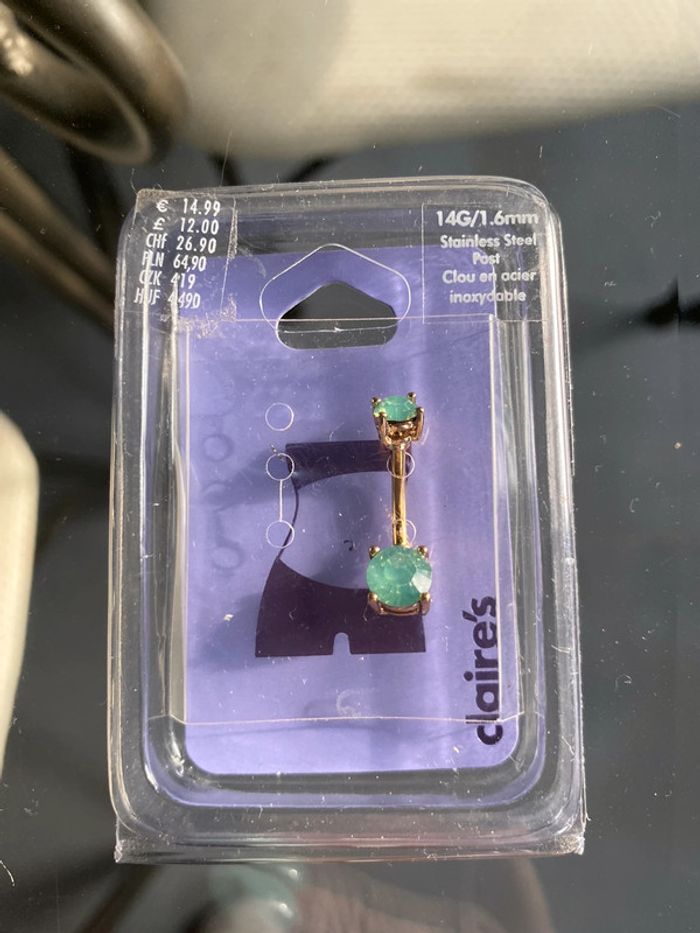 € 14.99
£ 12.00
CHF 26.90
PLN 64,90
CZK 419
HUF 4490
14G/1.6mm
Stainless Steel
Post
Clou en acier
inoxydable
claire's